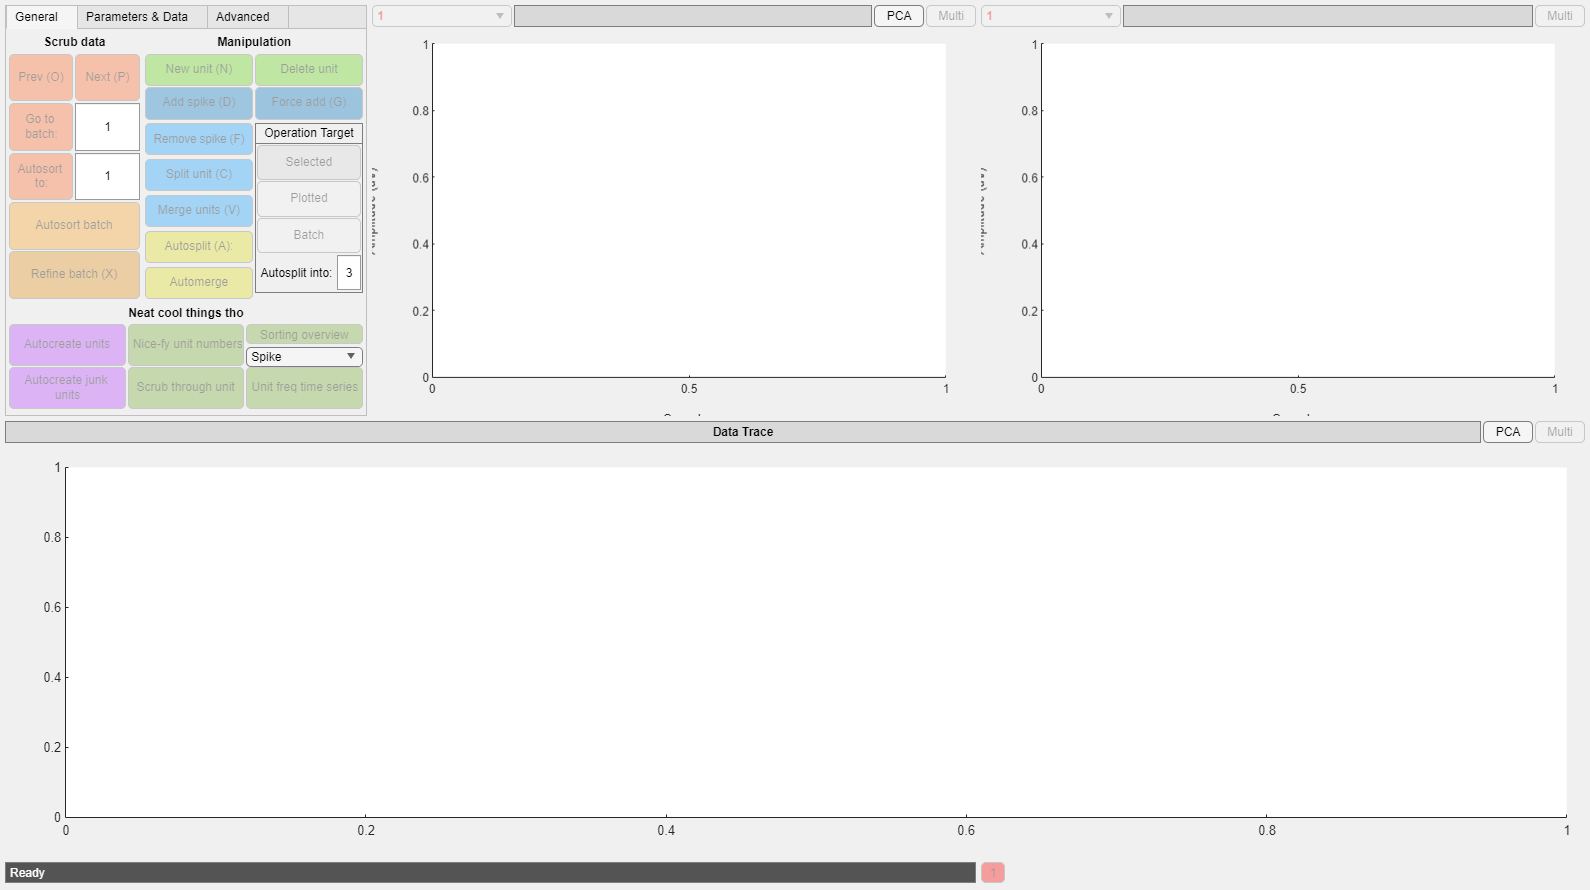 General Parameters & Data Advanced
1 PCA Multi 1 Multi
Scrub data Manipulation
Prev (O) Next (P) New unit (N) Delete unit
Add spike (D) Force add (G)
Go to batch: 1 Remove spike (F) Operation Target
Autosort to: 1 Split unit (C) Selected
Merge units (V) Plotted
Autosort batch Autosplit (A): Batch
Refine batch (X) Automerge Autosplit into: 3
Neat cool things tho
Autocreate units Nice-fy unit numbers Sorting overview
Spike
Autocreate junk units Scrub through unit Unit freq time series
1
0.8
0.6
0.4
0.2
0
0 0.5 1
1
0.8
0.6
0.4
0.2
0
0 0.5 1
Data Trace PCA Multi
1
0.8
0.6
0.4
0.2
0
0 0.2 0.4 0.6 0.8 1
Ready 1